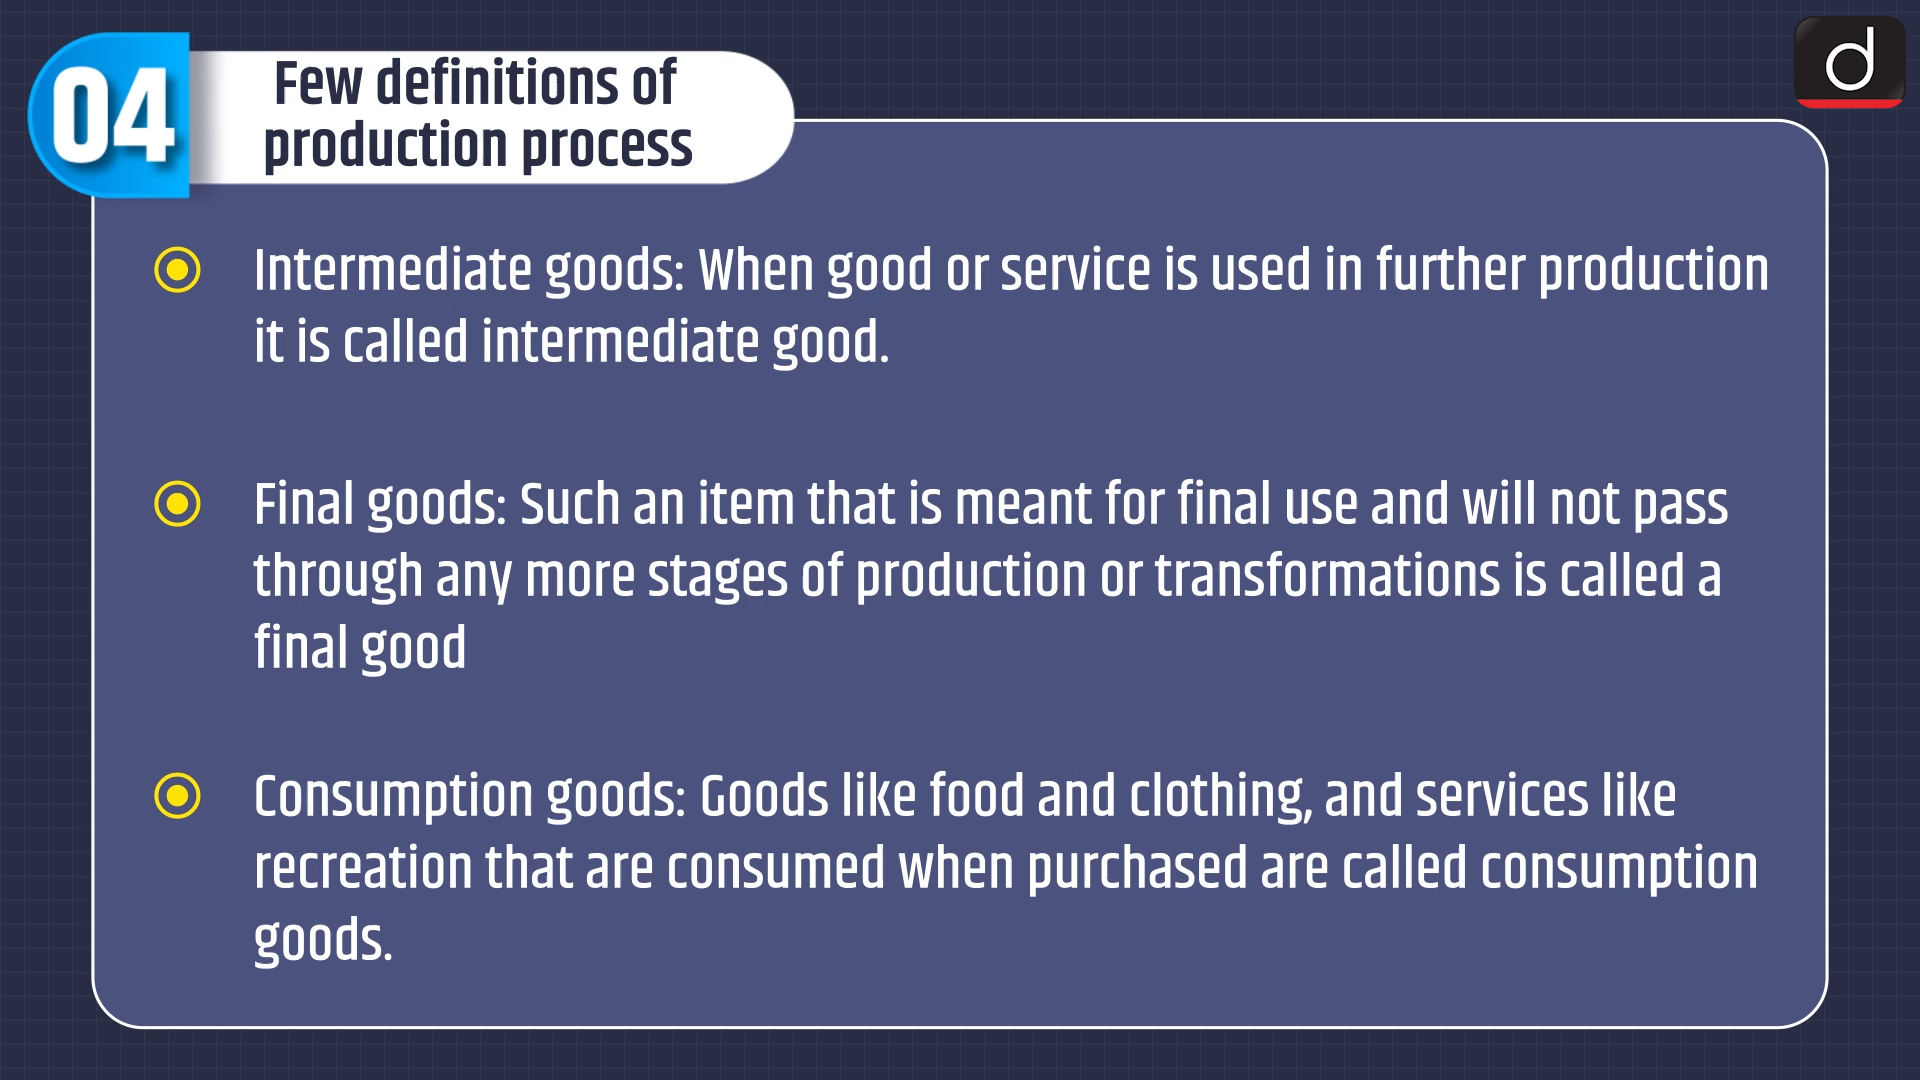 04
Few definitions of
production process
d
Intermediate goods: When good or service is used in further production
it is called intermediate good.
Final goods: Such an item that is meant for final use and will not pass
through any more stages of production or transformations is called a
final good
Consumption goods: Goods like food and clothing, and services like
recreation that are consumed when purchased are called consumption
goods.